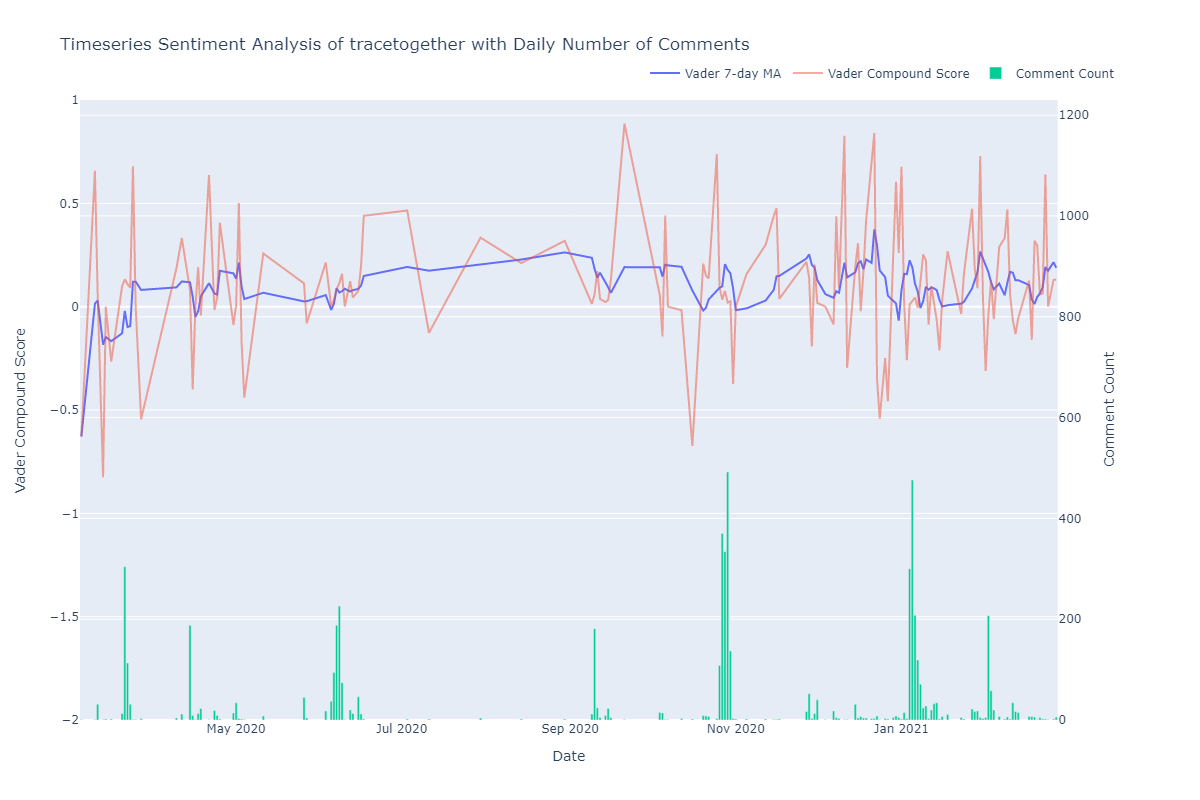 Timeseries Sentiment Analysis of tracetogether with Daily Number of Comments
Vader 7-day MA
Vader Compound Score
Comment Count
1
0.5
0
−0.5
−1
−1.5
−2
Vader Compound Score
1200
1000
800
600
400
200
0
Comment Count
May 2020
Jul 2020
Sep 2020
Nov 2020
Jan 2021
Date